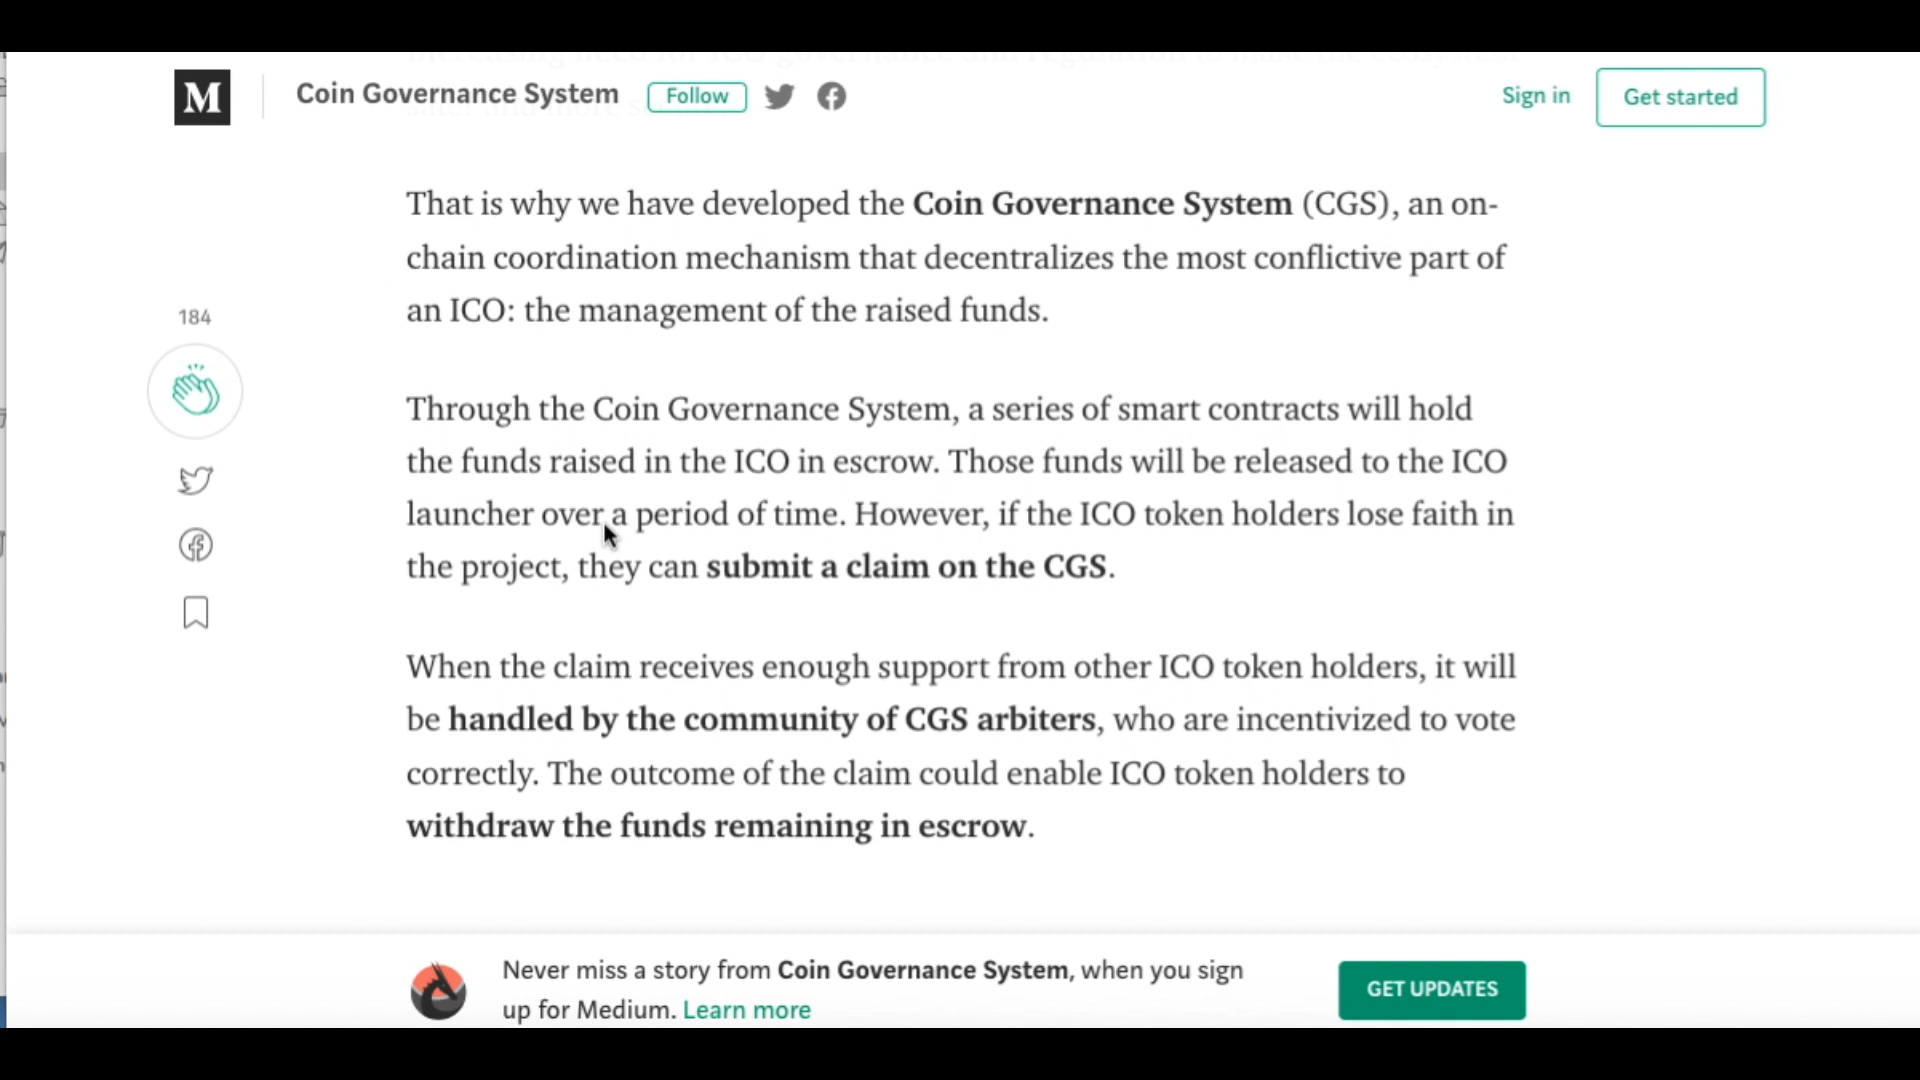 M
Coin Governance System
Follow
Sign in
Get started
That is why we have developed the Coin Governance System (CGS), an on-
chain coordination mechanism that decentralizes the most conflictive part of
an ICO: the management of the raised funds.
184
Through the Coin Governance System, a series of smart contracts will hold
the funds raised in the ICO in escrow. Those funds will be released to the ICO
launcher over a period of time. However, if the ICO token holders lose faith in
the project, they can submit a claim on the CGS.
When the claim receives enough support from other ICO token holders, it will
be handled by the community of CGS arbiters, who are incentivized to vote
correctly. The outcome of the claim could enable ICO token holders to
withdraw the funds remaining in escrow.
Never miss a story from Coin Governance System, when you sign
up for Medium. Learn more
GET UPDATES